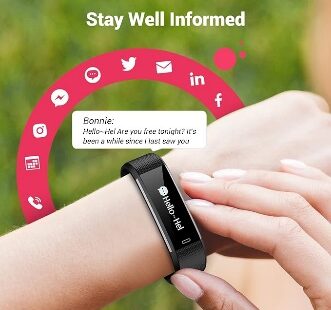 Stay Well Informed
in
f
Bonnie:
Hello~Hel Are you free tonight? It's
been a while since I last saw you
Hello~Hel